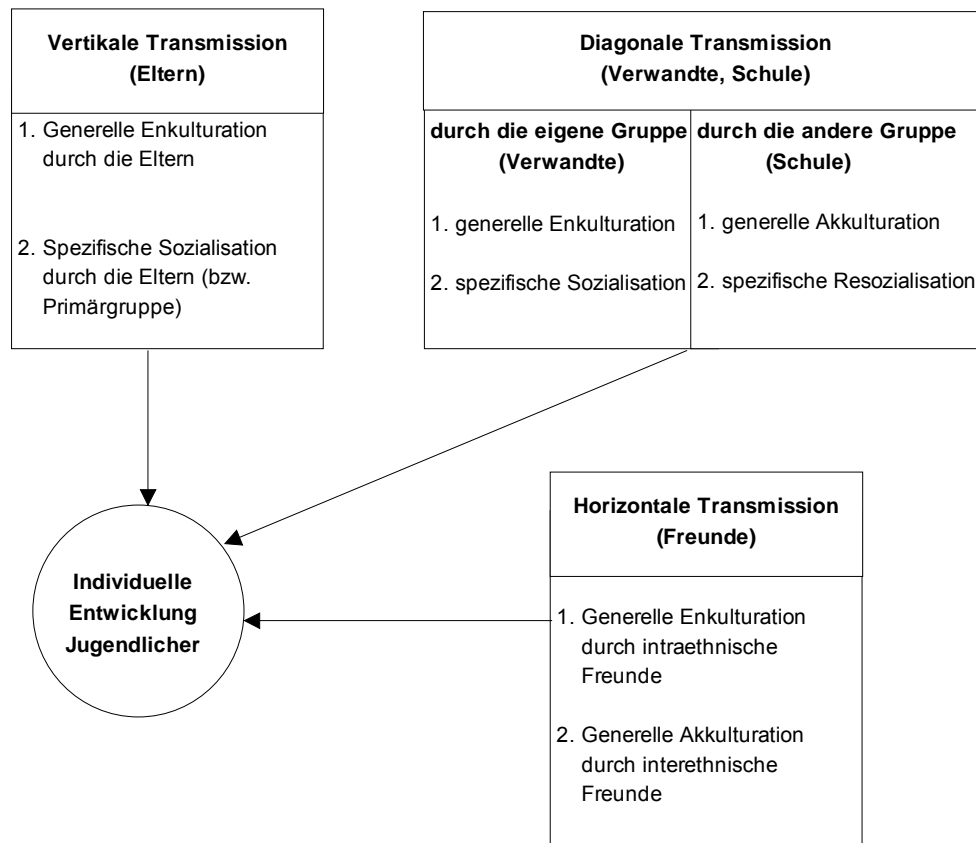 Vertikale Transmission
(Eltern)
1. Generelle Enkulturation
durch die Eltern
2. Spezifische Sozialisation
durch die Eltern (bzw.
Primärgruppe)
Diagonale Transmission
(Verwandte, Schule)
durch die eigene Gruppe
(Verwandte)
1. generelle Enkulturation
2. spezifische Sozialisation
durch die andere Gruppe
(Schule)
1. generelle Akkulturation
2. spezifische Resozialisation
Individuelle
Entwicklung
Jugendlicher
Horizontale Transmission
(Freunde)
1. Generelle Enkulturation
durch intraethnische
Freunde
2. Generelle Akkulturation
durch interethnische
Freunde